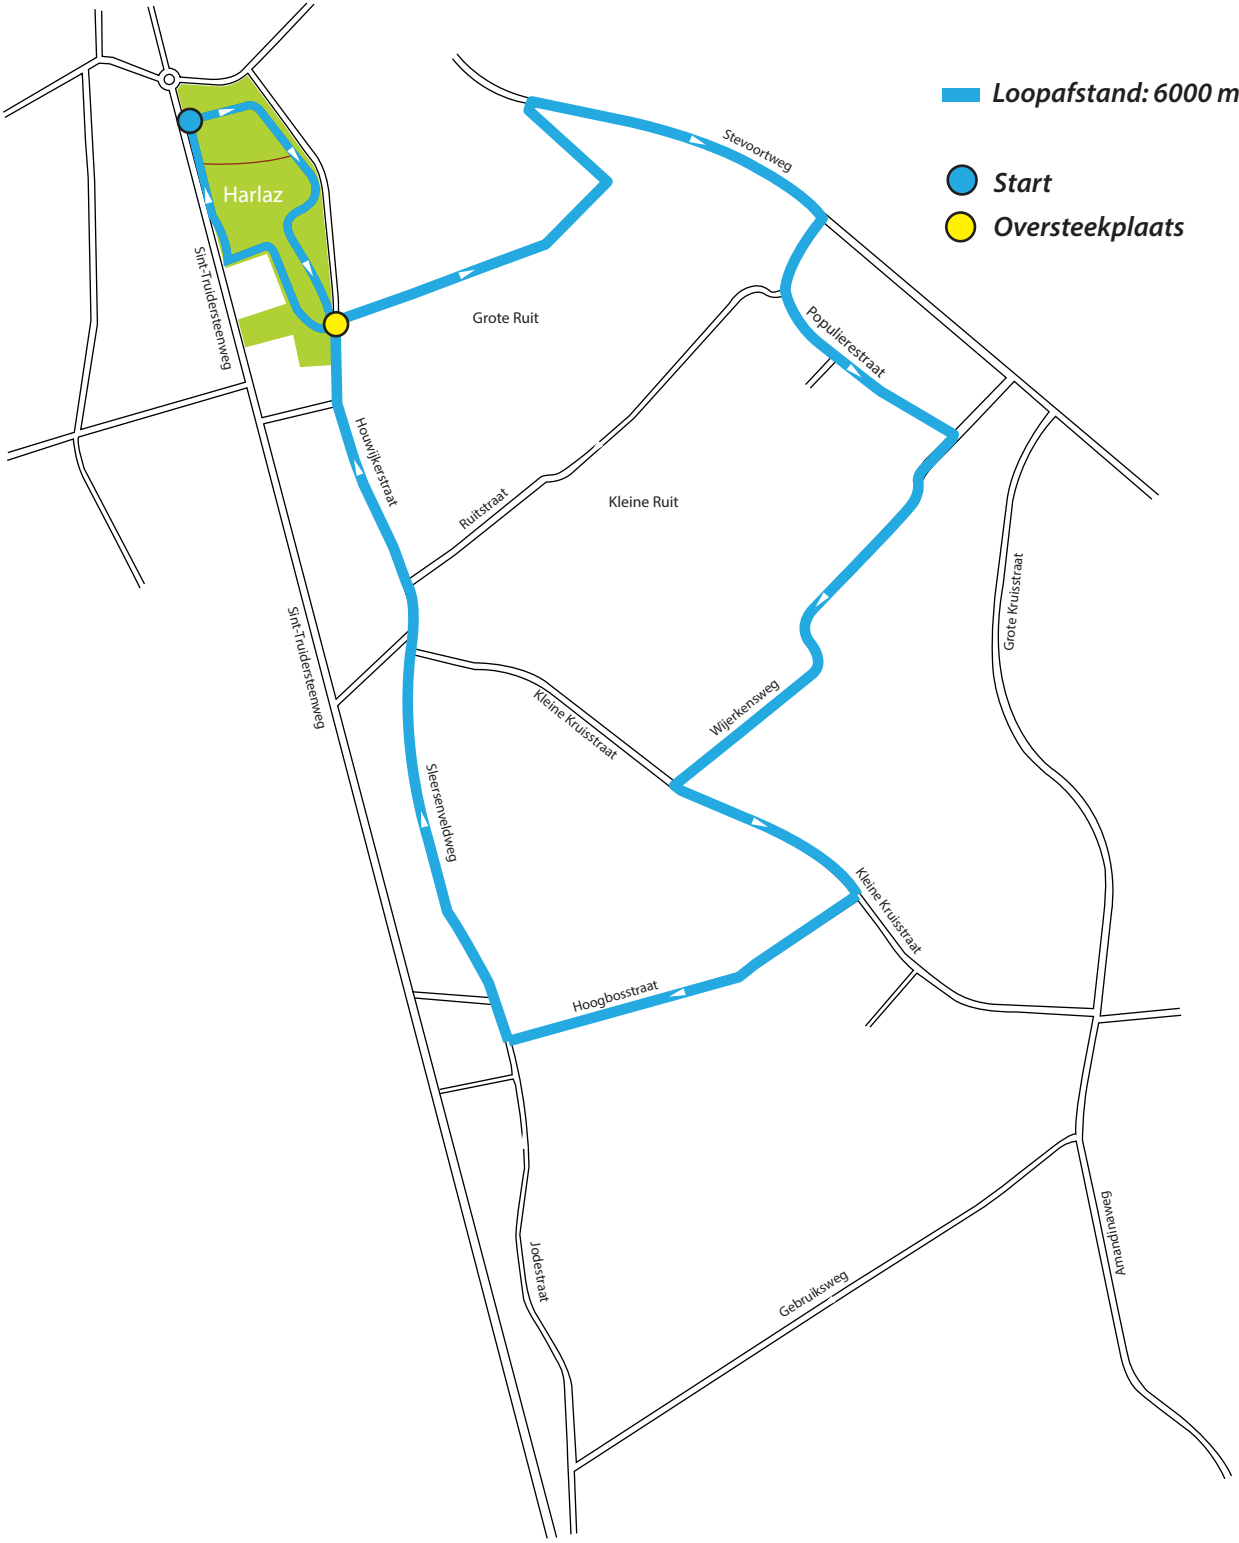 Loopafstand: 6000 m
Stevoortweg
Start
Harlaz
Oversteekplaats
Sint-Truidersteenweg
Grote Ruit
Populierestraat
Houwijkerstraat
Ruitstraat
Kleine Ruit
Grote Kruisstraat
Sint-Truidersteenweg
Kleine Kruisstraat
Wijerkensweg
Sleersenveldweg
Kleine Kruisstraat
Hoogbosstraat
Amandinaweg
Jodestraat
Gebruiksweg